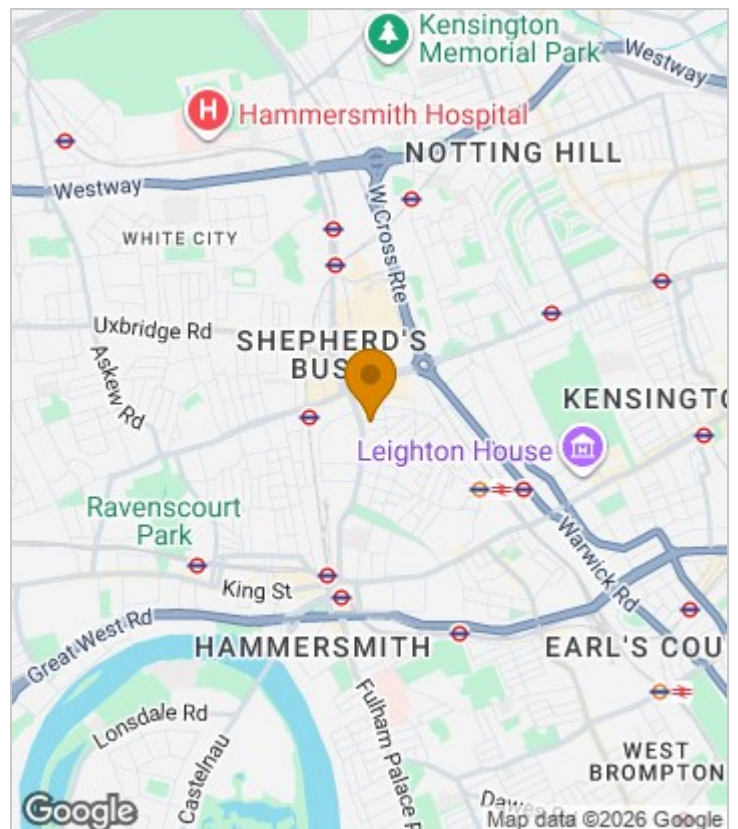 Kensington
Memorial Park
Westway
Hammersmith Hospital
NOTTING HILL
Westway
W Cross Rte
WHITE CITY
Uxbridge Rd
SHEPHERD'S
BUS
Askew Rd
KENSINGTO
Leighton House
Ravenscourt
Park
Warwick Rd
King St
Great West Rd
HAMMERSMITH
EARL'S COU
Lonsdale Rd
Castelnau
Fulham Palace R
WEST
BROMPTON
Google
Map data ©2026 Google